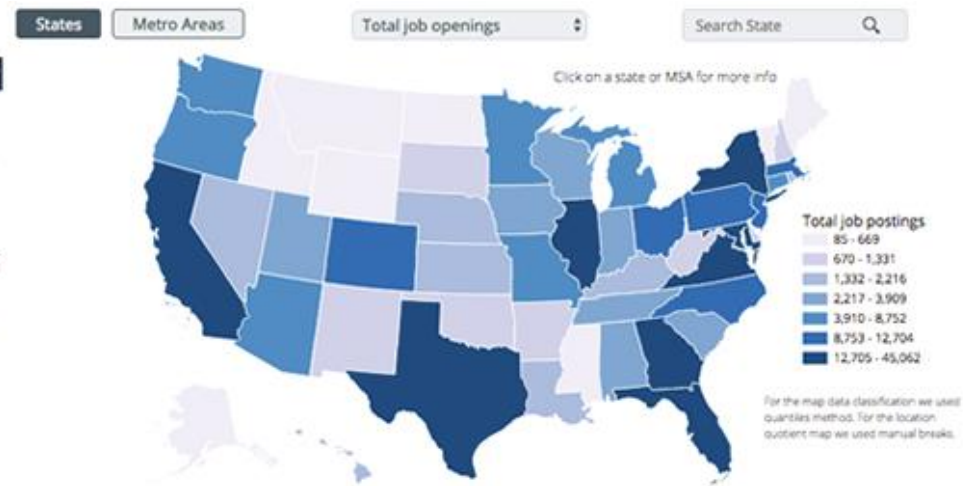 States
Metro Areas
Total job openings
Search State
Click on a state or MSA for more info
Total job postings
85 - 669
670 - 1,331
1,332 - 2,216
2,217 - 3,909
3,910 - 8,752
8,753 - 12,704
12,705 - 45,062
For the map data classification we used
quantiles method. For the location
quotient map we used manual breaks.